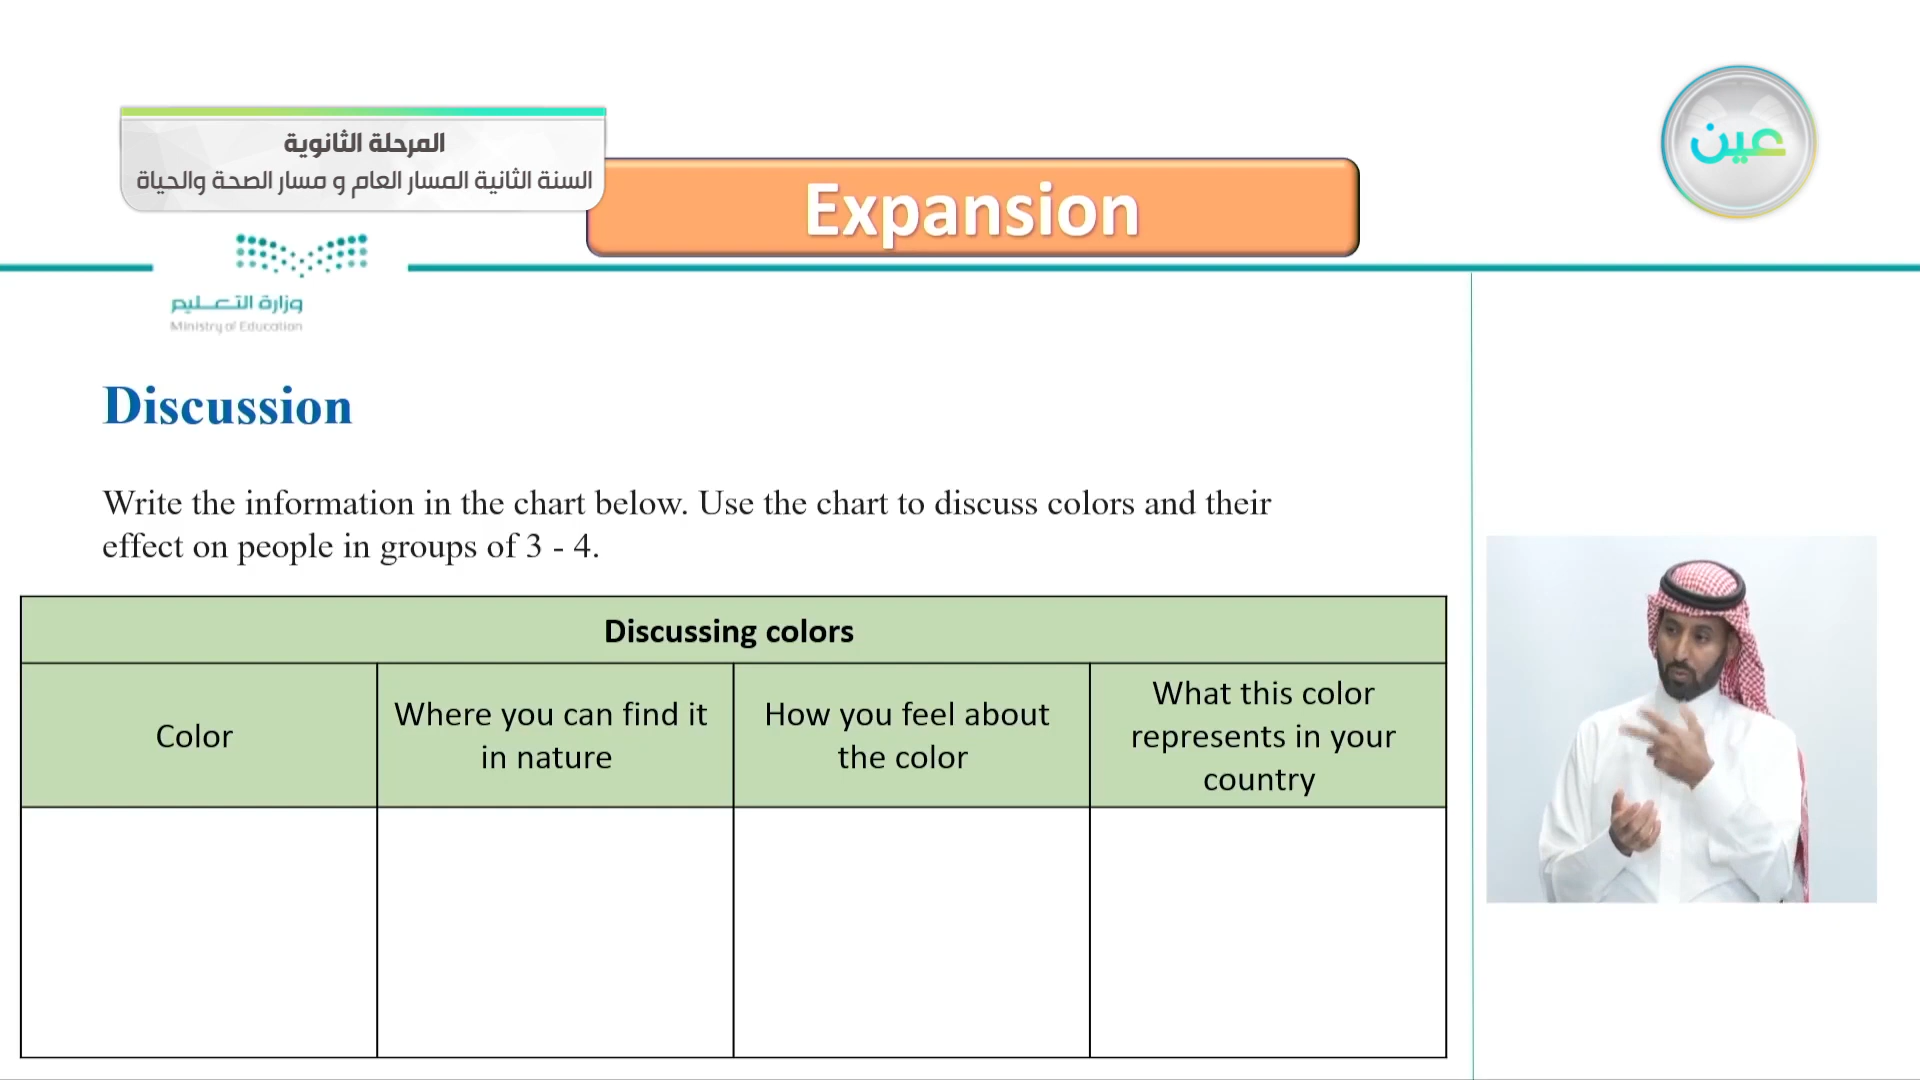 المرحلة الثانوية
السنة الثانية المسار العام و مسار الصحة والحياة
Expansion
عين
وزارة التعليم
Ministry of Education
Discussion
Write the information in the chart below. Use the chart to discuss colors and their
effect on people in groups of 3 - 4.
Discussing colors
Color
Where you can find it
in nature
How you feel about
the color
What this color
represents in your
country